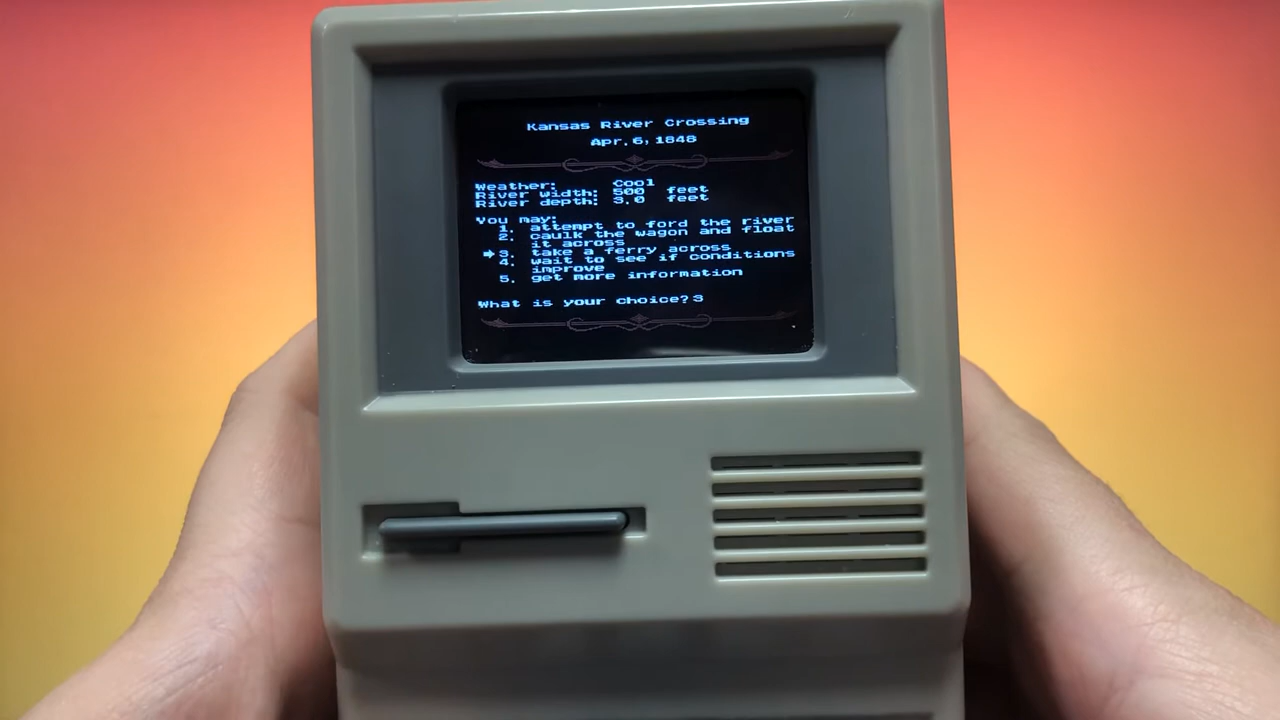 Kansas River Crossing
Apr. 6, 1848
Weather: Cool
River width: 500 feet
River depth: 3.0 feet
You may:
1. attempt to ford the river
2. caulk the wagon and float
it across
3. take a ferry across
4. wait to see if conditions
improve
5. get more information
What is your choice? 3